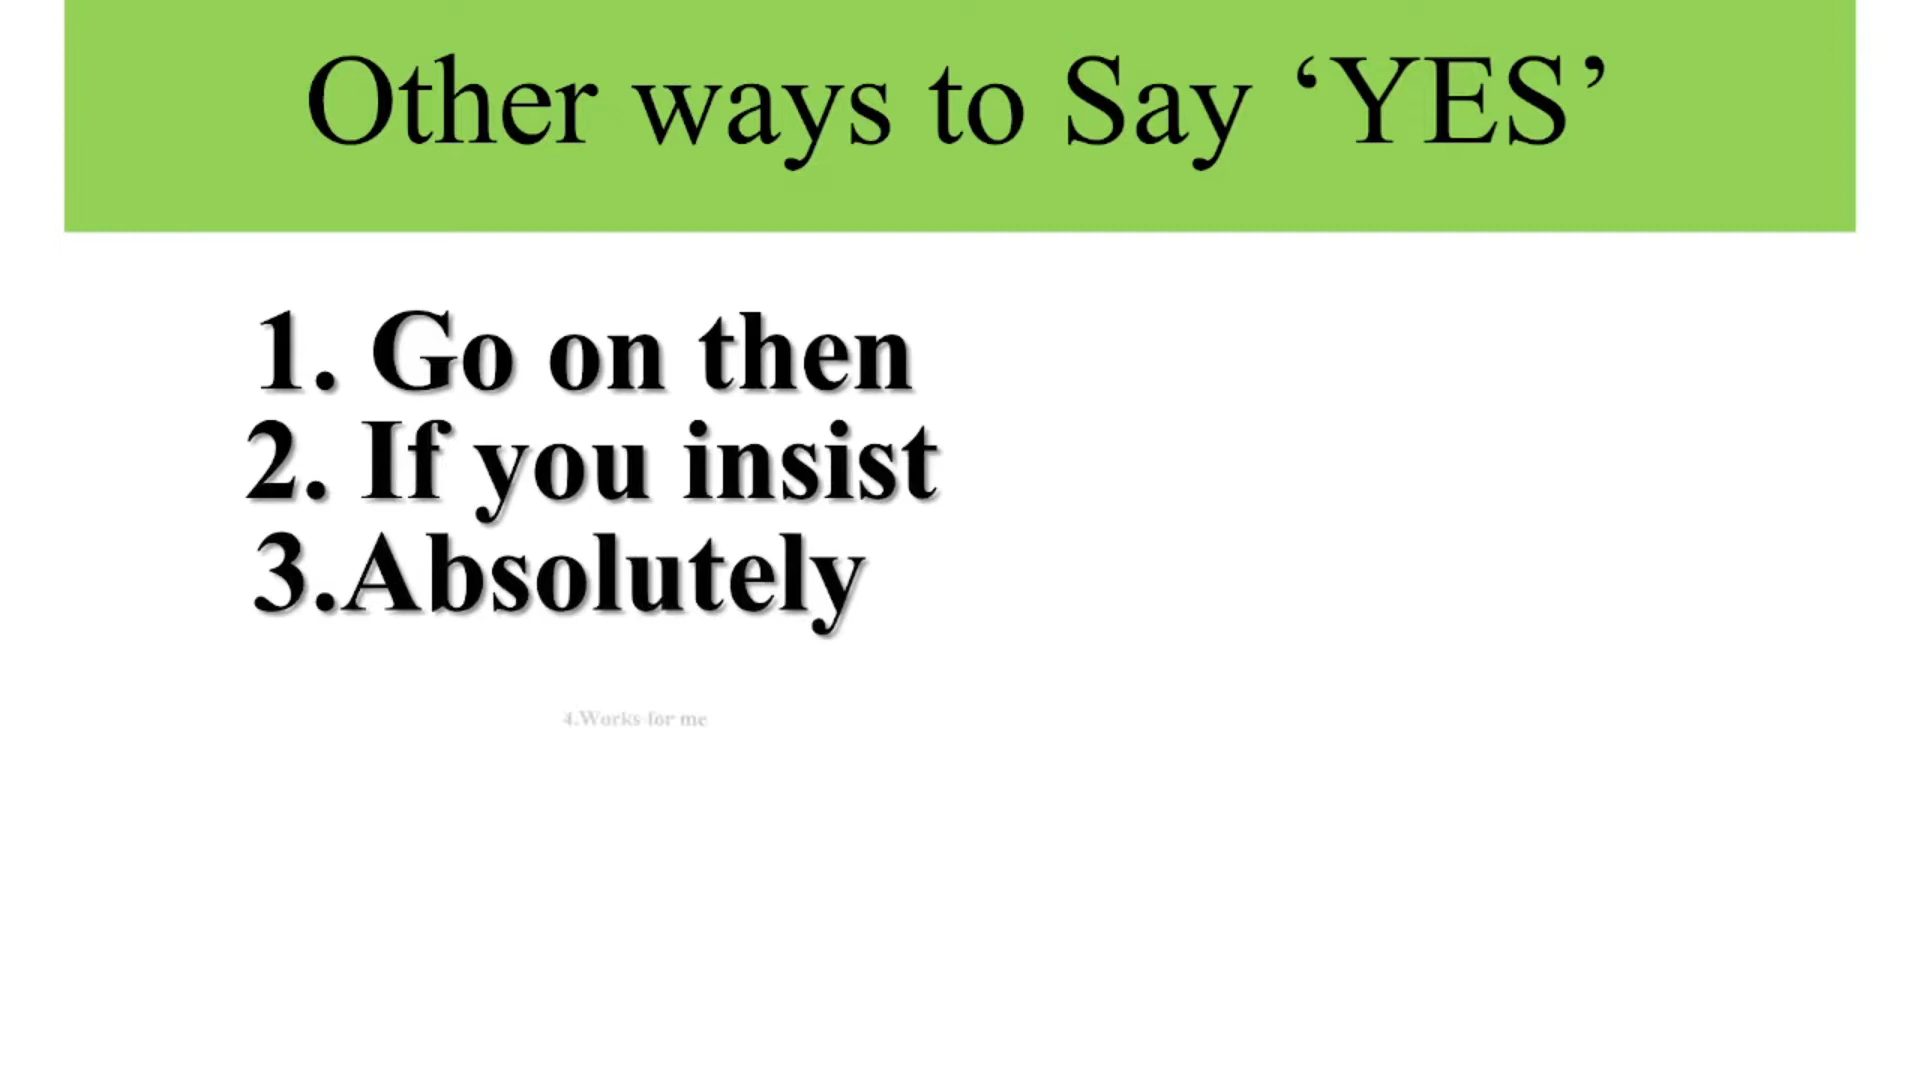 Other ways to Say ‘YES’
1. Go on then
2. If you insist
3.Absolutely
4.Works for me